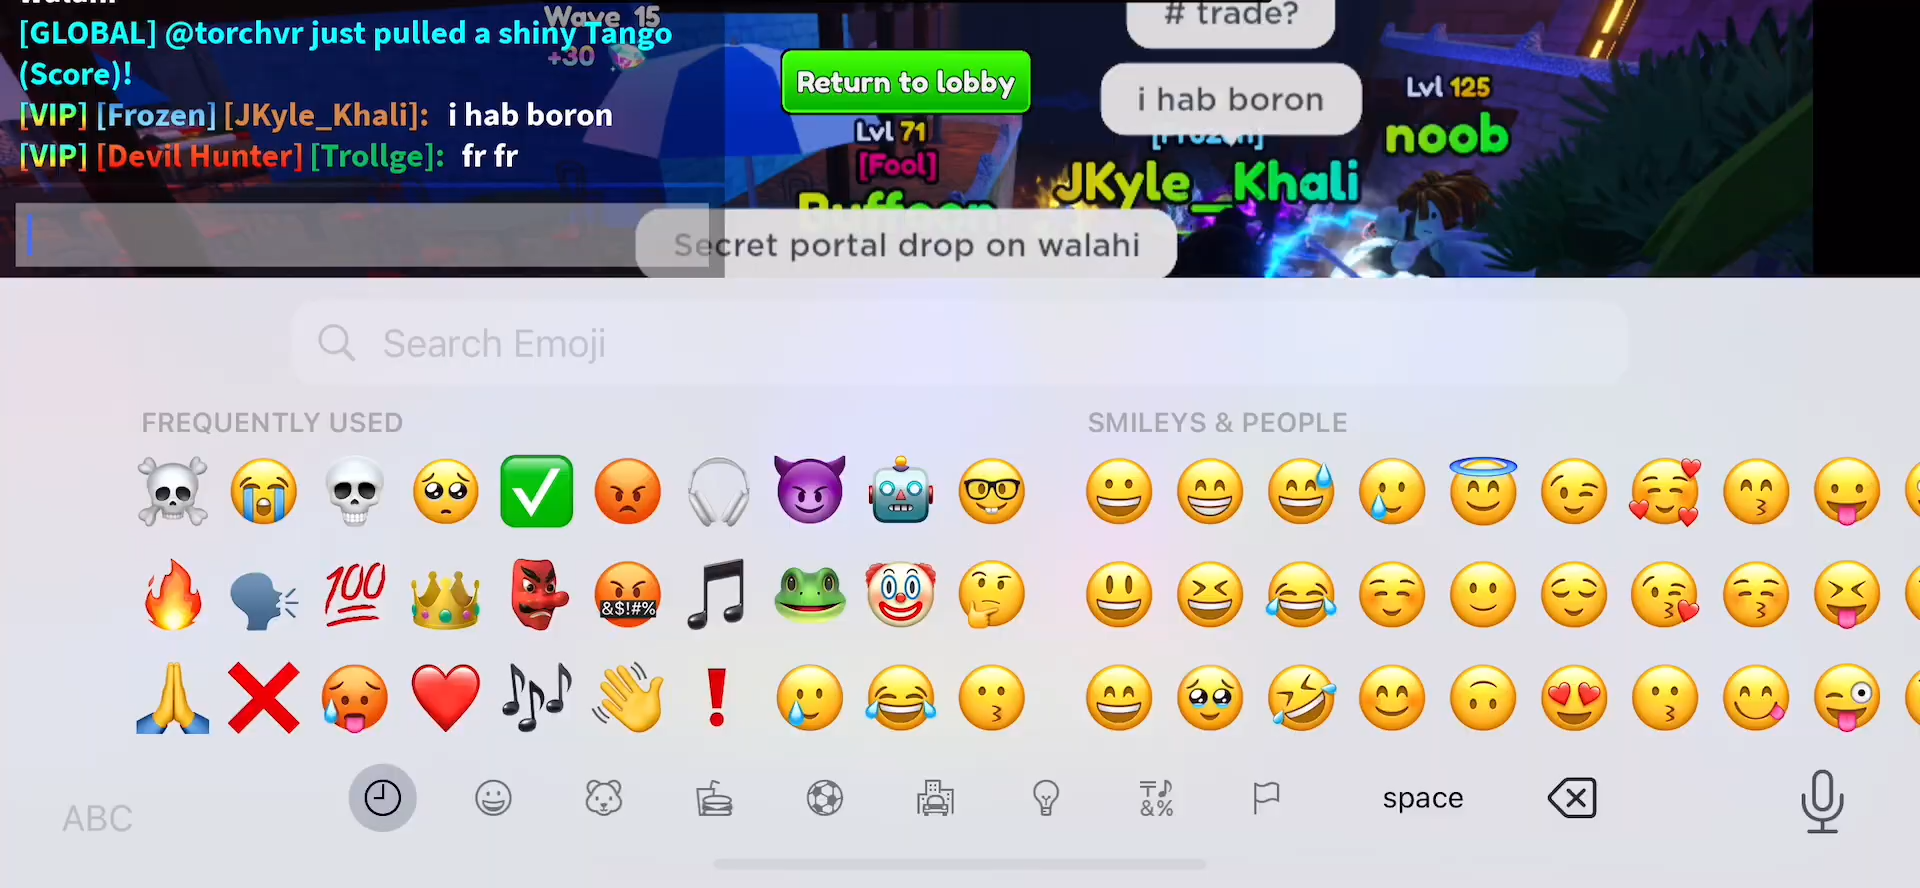 Wave 15
+30
[GLOBAL] @torchvr just pulled a shiny Tango
(Score)!
[VIP] [Frozen] [JKyle_Khali]: i hab boron
[VIP] [Devil Hunter] [Trollge]: fr fr
Return to lobby
# trade?
i hab boron
Lvl 125
noob
Lvl 71
[Fool]
[Frozen]
JKyle_Khali
Secret portal drop on walahi
Search Emoji
FREQUENTLY USED
SMILEYS & PEOPLE
100
&$!#%
ABC
&%
space